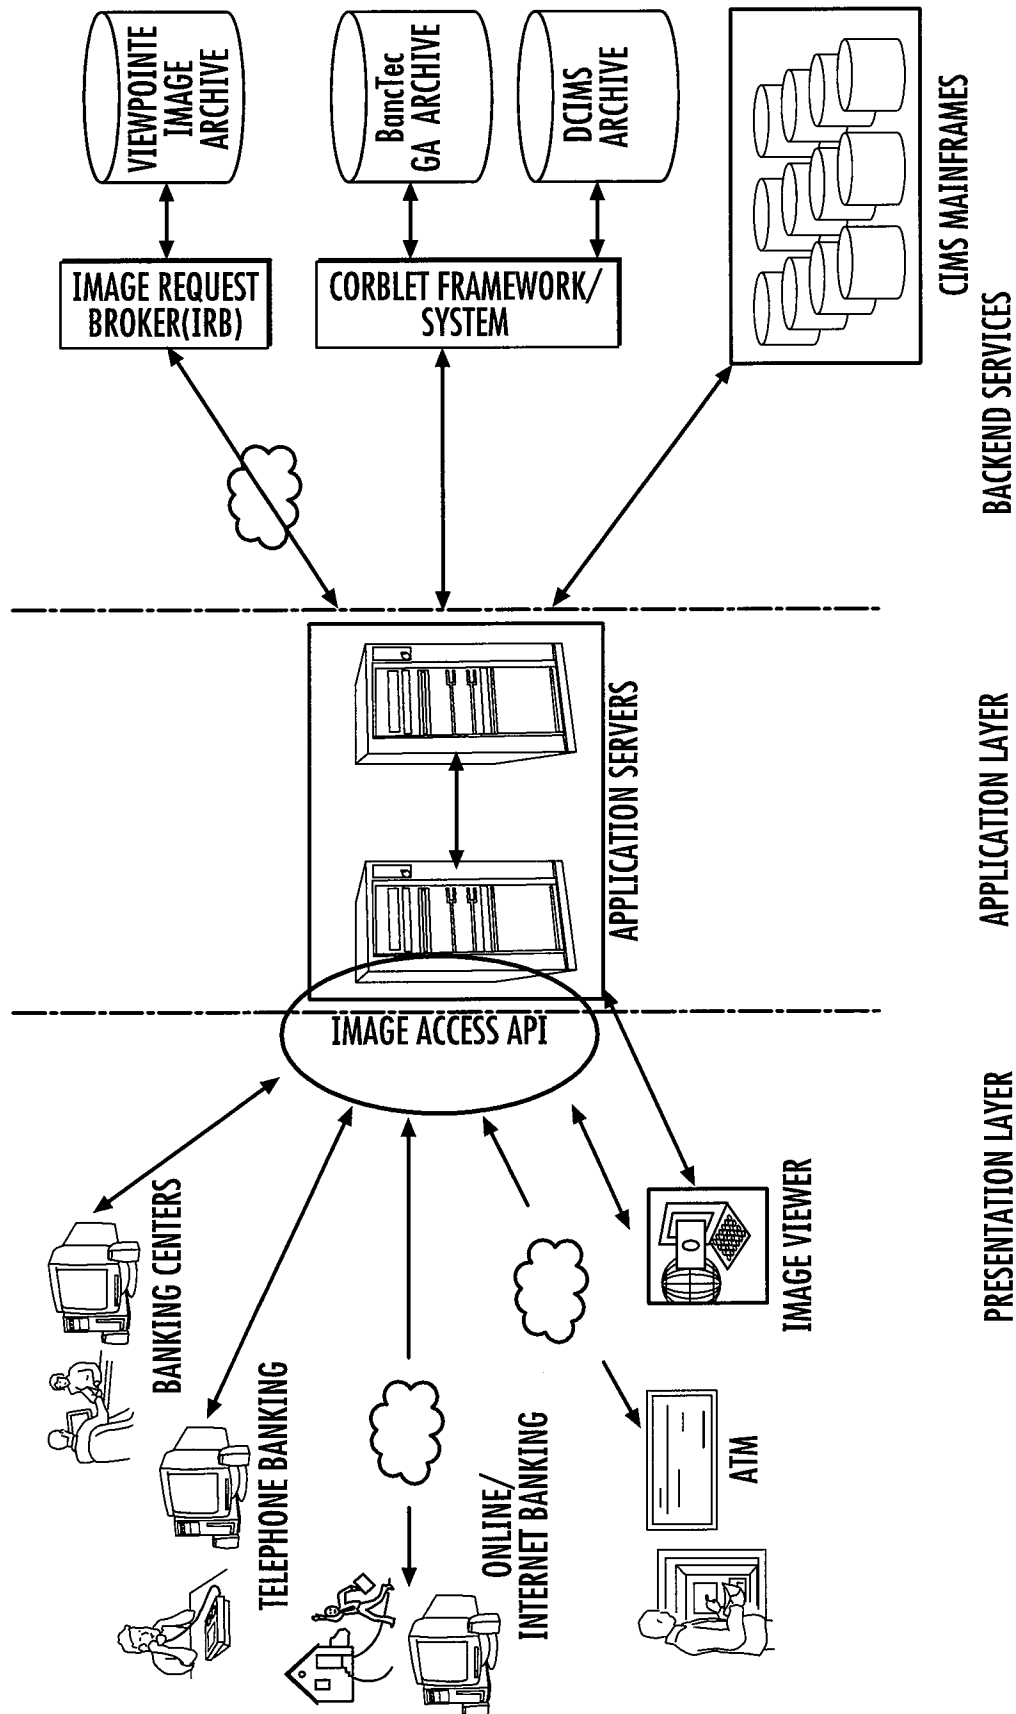 BANKING CENTERS
TELEPHONE BANKING
ONLINE/
INTERNET BANKING
ATM
IMAGE VIEWER
PRESENTATION LAYER
IMAGE ACCESS API
APPLICATION SERVERS
APPLICATION LAYER
IMAGE REQUEST
BROKER(IRB)
VIEWPOINTE
IMAGE
ARCHIVE
CORBLET FRAMEWORK/
SYSTEM
BancTec
GA ARCHIVE
DCIMS
ARCHIVE
CIMS MAINFRAMES
BACKEND SERVICES